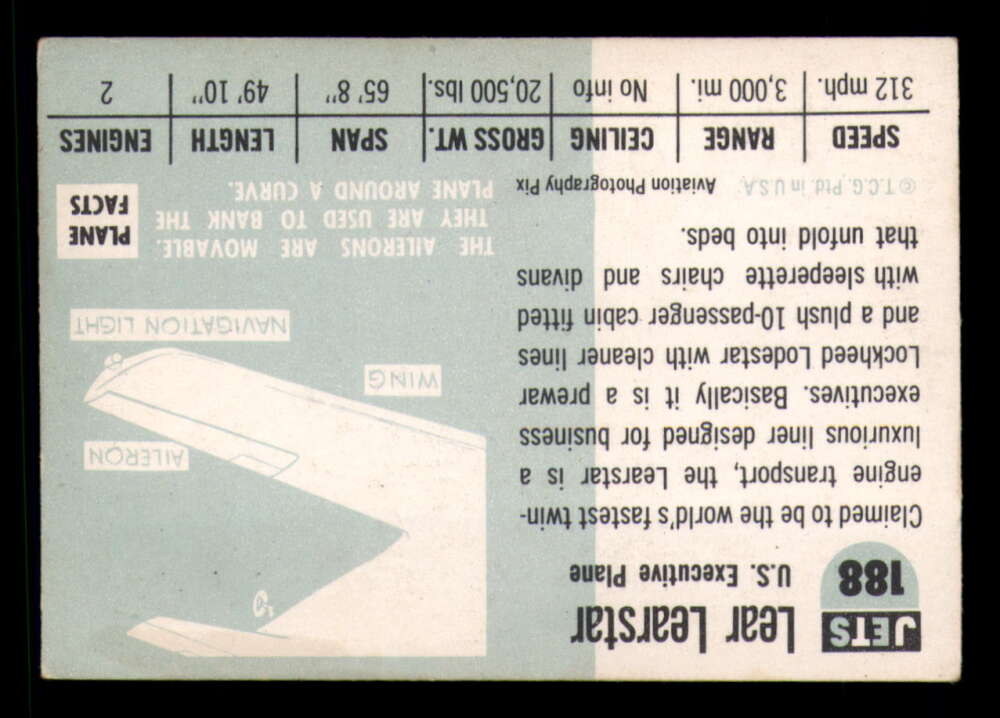 JETS
188
Lear Learstar
U.S. Executive Plane
Claimed to be the world's fastest twin-
engine transport, the Learstar is a
luxurious liner designed for business
executives. Basically it is a prewar
Lockheed Lodestar with cleaner lines
and a plush 10-passenger cabin fitted
with sleeperette chairs and divans
that unfold into beds.
© T.C.G. Ptd. in U.S.A. Aviation Photography Pix
AILERON
WING
NAVIGATION LIGHT
THE AILERONS ARE MOVABLE.
THEY ARE USED TO BANK THE
PLANE AROUND A CURVE.
PLANE
FACTS
SPEED RANGE CEILING GROSS WT. SPAN LENGTH ENGINES
312 mph. 3,000 mi. No info 20,500 lbs. 65' 8" 49' 10" 2